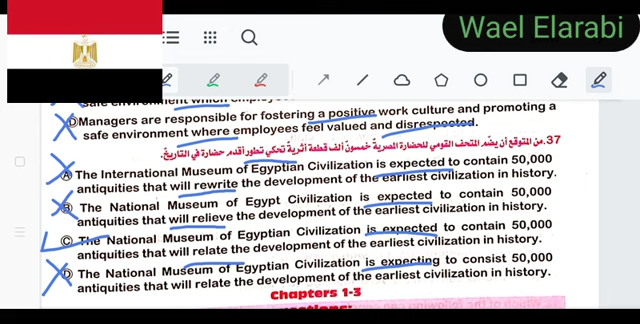 Wael Elarabi
safe environment which
D Managers are responsible for fostering a positive work culture and promoting a
safe environment where employees feel valued and disrespected.
37. من المتوقع أن يضم المتحف القومي للحضارة المصرية خمسون ألف قطعة أثرية تحكي تطور أقدم حضارة في التاريخ.
A The International Museum of Egyptian Civilization is expected to contain 50,000
antiquities that will rewrite the development of the earliest civilization in history.
B The National Museum of Egypt Civilization is expected to contain 50,000
antiquities that will relieve the development of the earliest civilization in history.
C The National Museum of Egyptian Civilization is expected to contain 50,000
antiquities that will relate the development of the earliest civilization in history.
D The National Museum of Egyptian Civilization is expecting to consist 50,000
antiquities that will relate the development of the earliest civilization in history.
Chapters 1-3